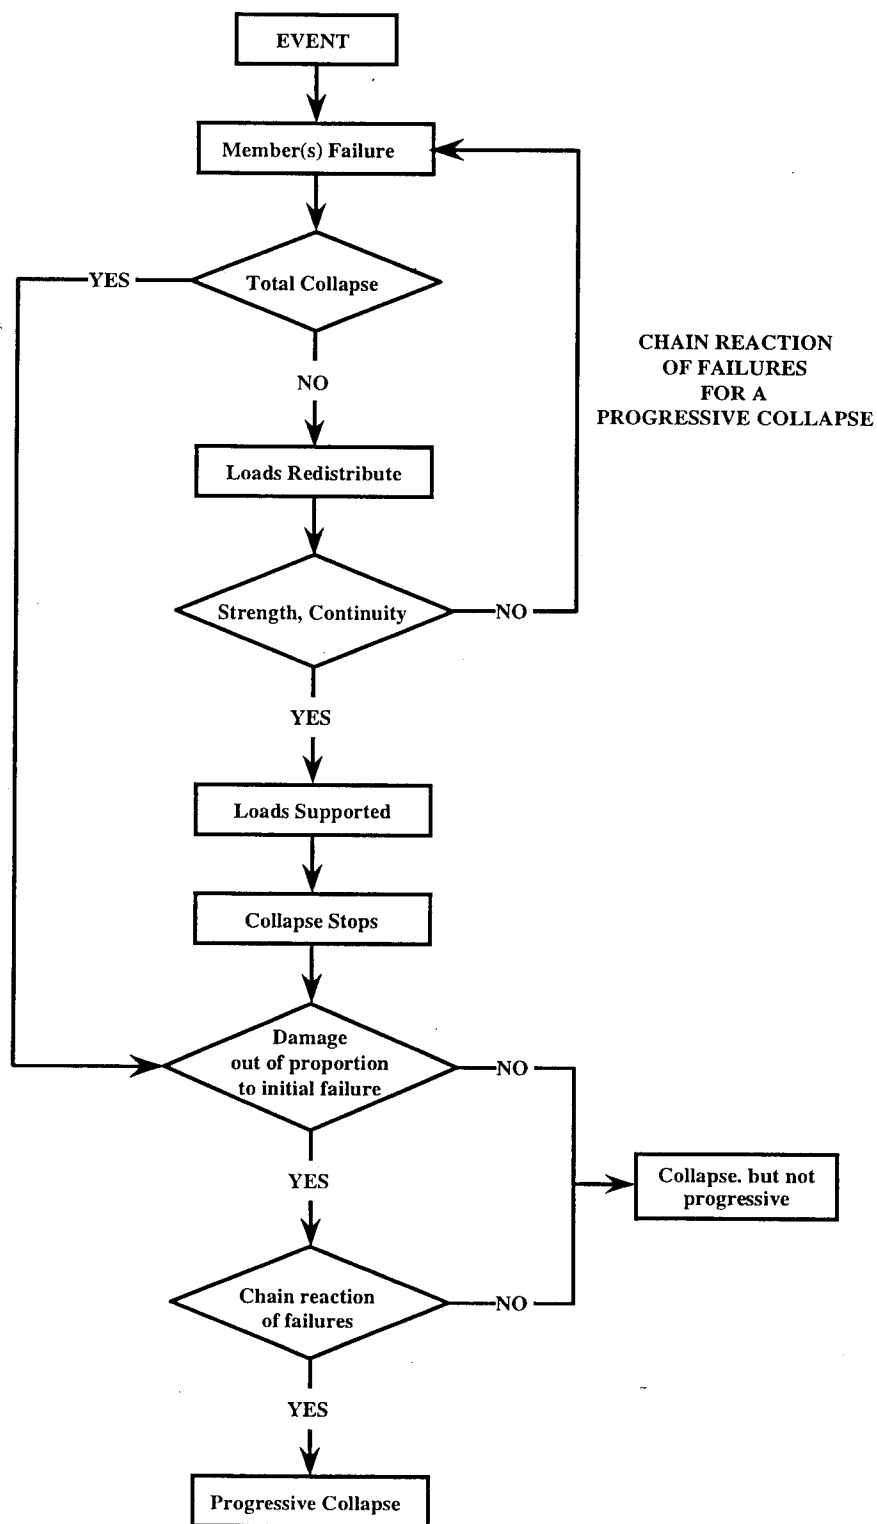 EVENT
Member(s) Failure
YES
Total Collapse
CHAIN REACTION
OF FAILURES
FOR A
PROGRESSIVE COLLAPSE
NO
Loads Redistribute
Strength, Continuity
NO
YES
Loads Supported
Collapse Stops
Damage
out of proportion
to initial failure
NO
YES
Collapse. but not
progressive
Chain reaction
of failures
NO
YES
Progressive Collapse